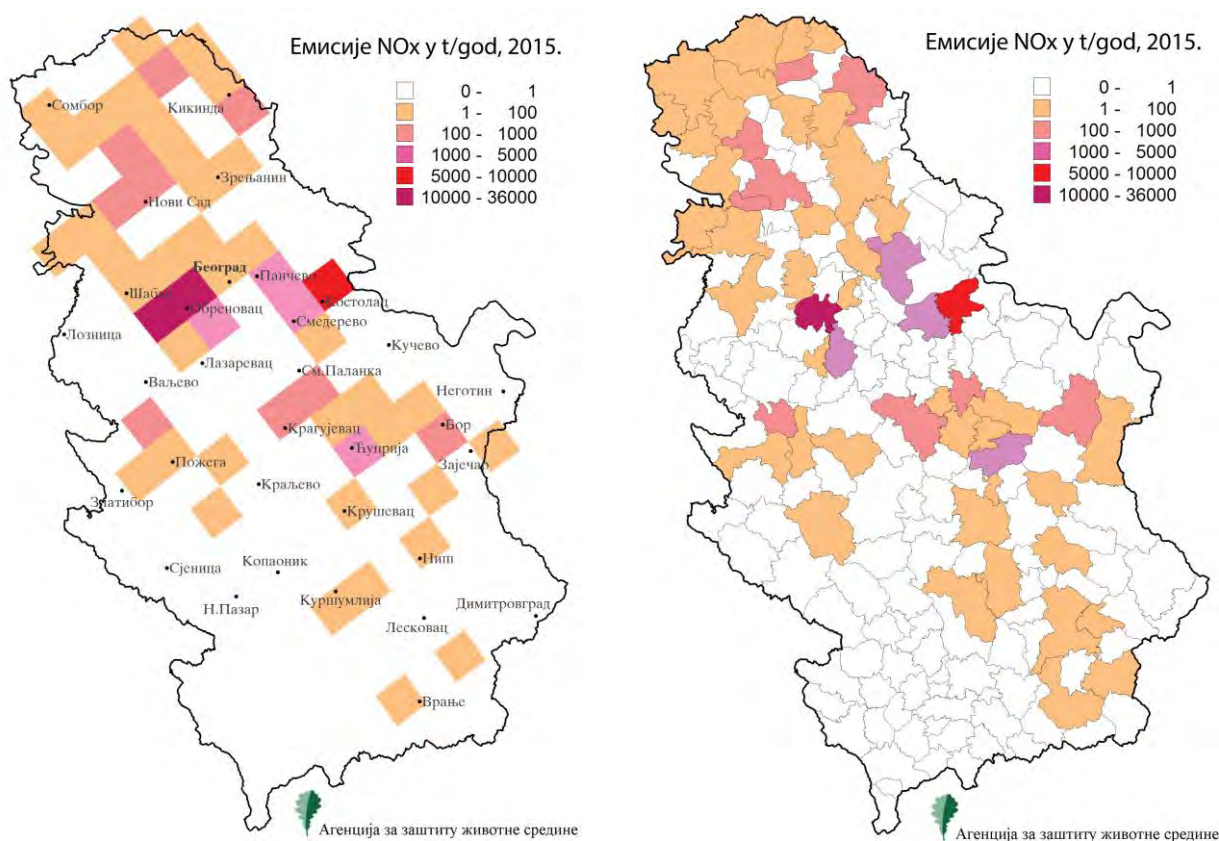 Емисије NOx у t/god, 2015.
0 - 1
1 - 100
100 - 1000
1000 - 5000
5000 - 10000
10000 - 36000
Сомбор
Кикинда
Зрењанин
Нови Сад
Београд
Панчево
Шабац
Обреновац
Костолац
Смедерево
Лозница
Кучево
Лазаревац
См.Паланка
Ваљево
Неготин
Крагујевац
Бор
Ћуприја
Зајечар
Пожега
Краљево
Златибор
Крушевац
Ниш
Сјеница
Копаоник
Н.Пазар
Куршумлија
Димитровград
Лесковац
Врање
Агенција за заштиту животне средине
Емисије NOx у t/god, 2015.
0 - 1
1 - 100
100 - 1000
1000 - 5000
5000 - 10000
10000 - 36000
Агенција за заштиту животне средине